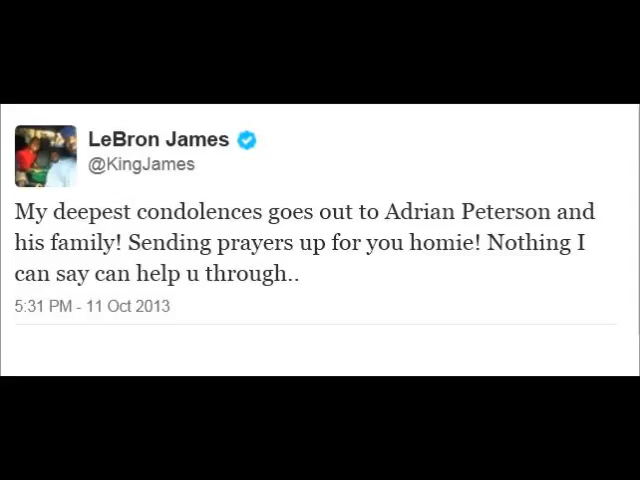 LeBron James
@KingJames
My deepest condolences goes out to Adrian Peterson and
his family! Sending prayers up for you homie! Nothing I
can say can help u through..
5:31 PM - 11 Oct 2013